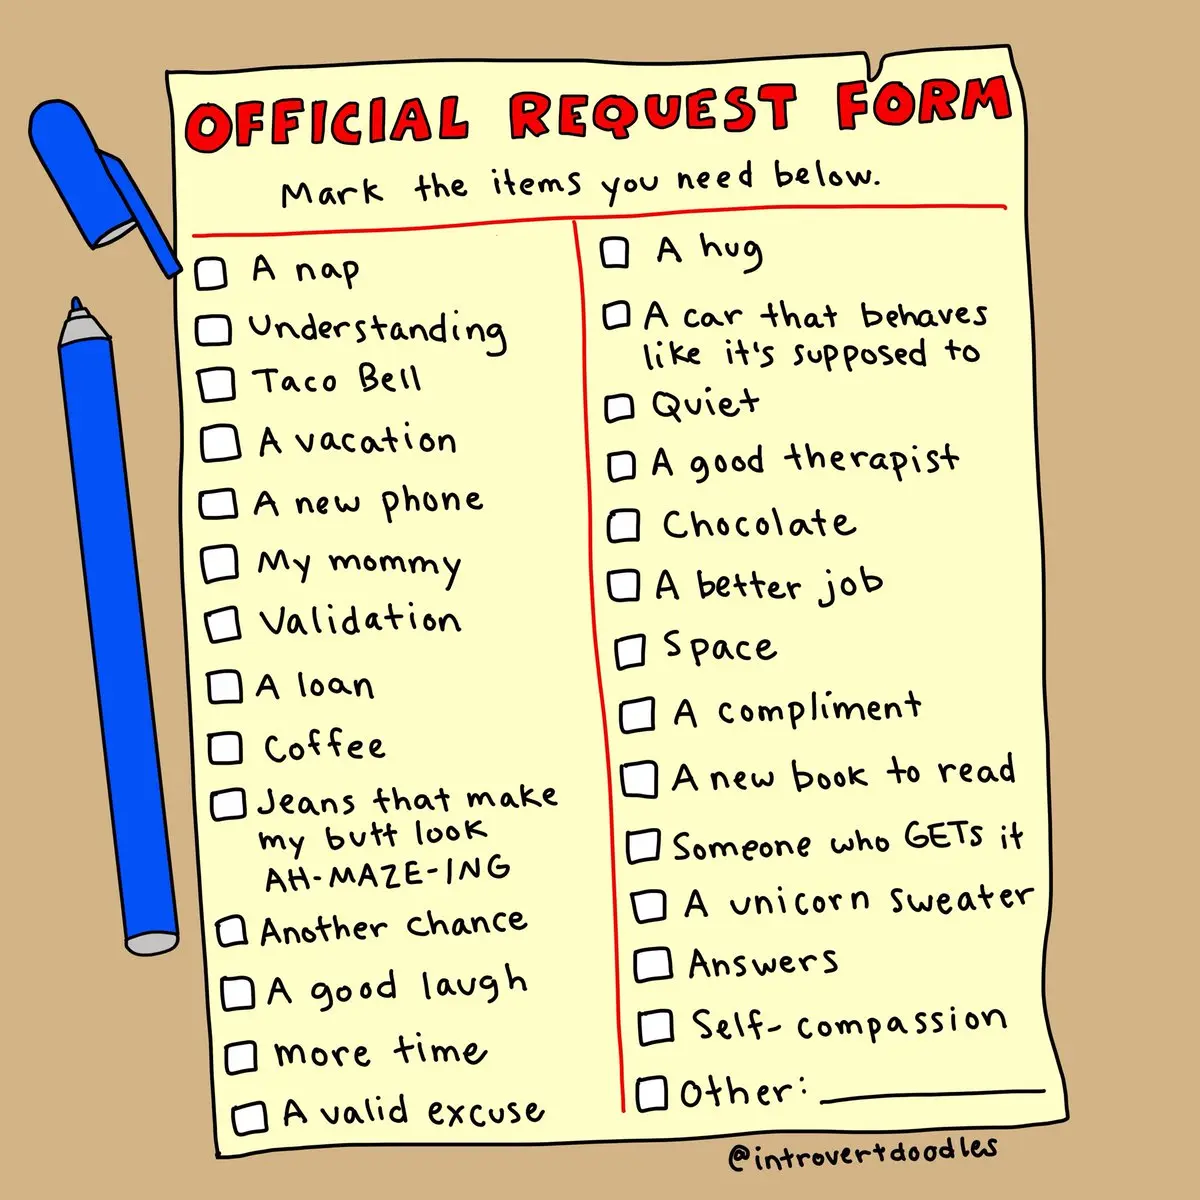 OFFICIAL REQUEST FORM
Mark the items you need below.
A nap
Understanding
Taco Bell
A vacation
A new phone
My mommy
Validation
A loan
Coffee
Jeans that make
my butt look
AH-MAZE-ING
Another chance
A good laugh
more time
A valid excuse
A hug
A car that behaves
like it's supposed to
Quiet
A good therapist
Chocolate
A better job
Space
A compliment
A new book to read
Someone who GETs it
A unicorn sweater
Answers
Self-compassion
Other: ____________
@introvertdoodles